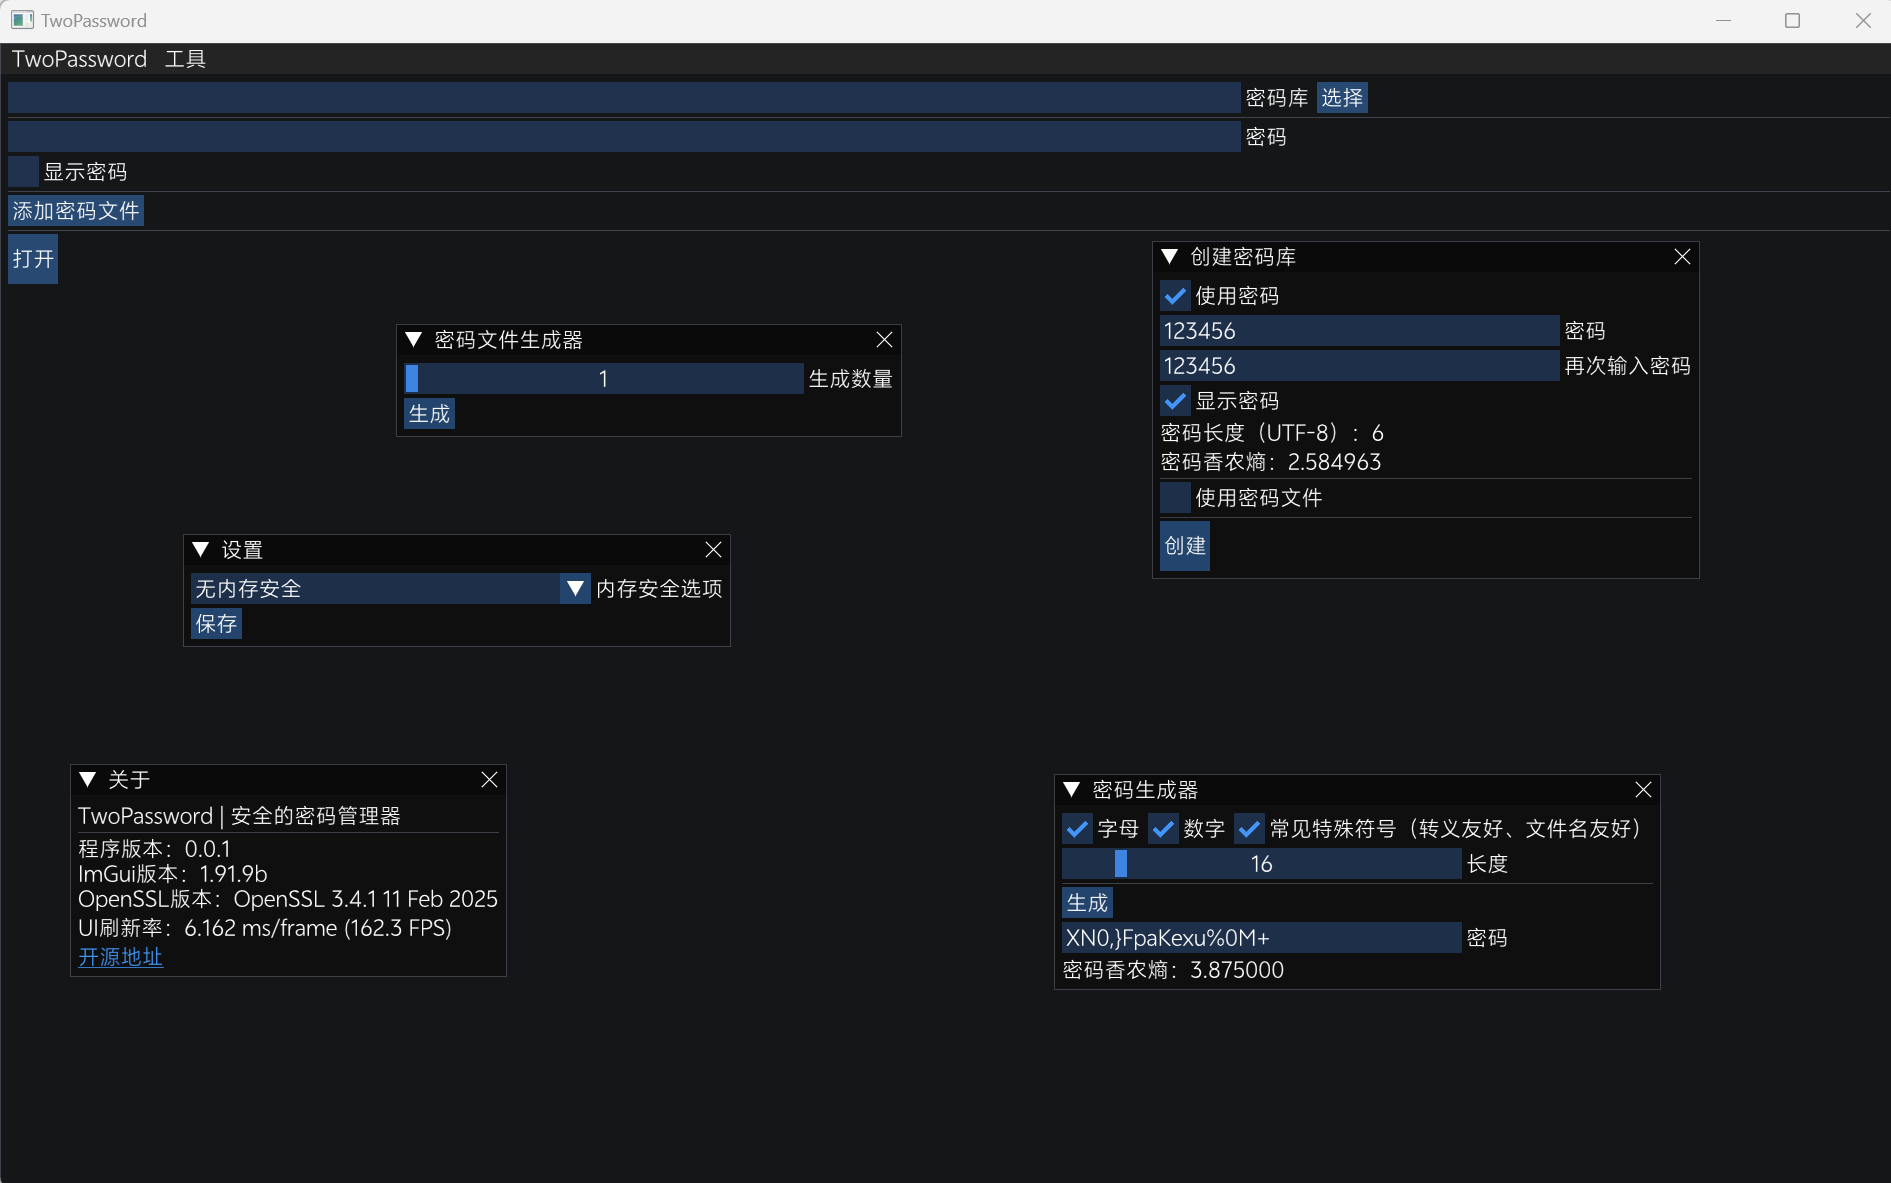 TwoPassword
TwoPassword 工具
密码库 选择
密码
显示密码
添加密码文件
打开
创建密码库
使用密码
123456 密码
123456 再次输入密码
显示密码
密码长度（UTF-8）：6
密码香农熵：2.584963
使用密码文件
创建
密码文件生成器
1 生成数量
生成
设置
无内存安全 内存安全选项
保存
关于
TwoPassword | 安全的密码管理器
程序版本：0.0.1
ImGui版本：1.91.9b
OpenSSL版本：OpenSSL 3.4.1 11 Feb 2025
UI刷新率：6.162 ms/frame (162.3 FPS)
开源地址
密码生成器
字母 数字 常见特殊符号（转义友好、文件名友好）
16 长度
生成
XN0,}FpaKexu%0M+ 密码
密码香农熵：3.875000